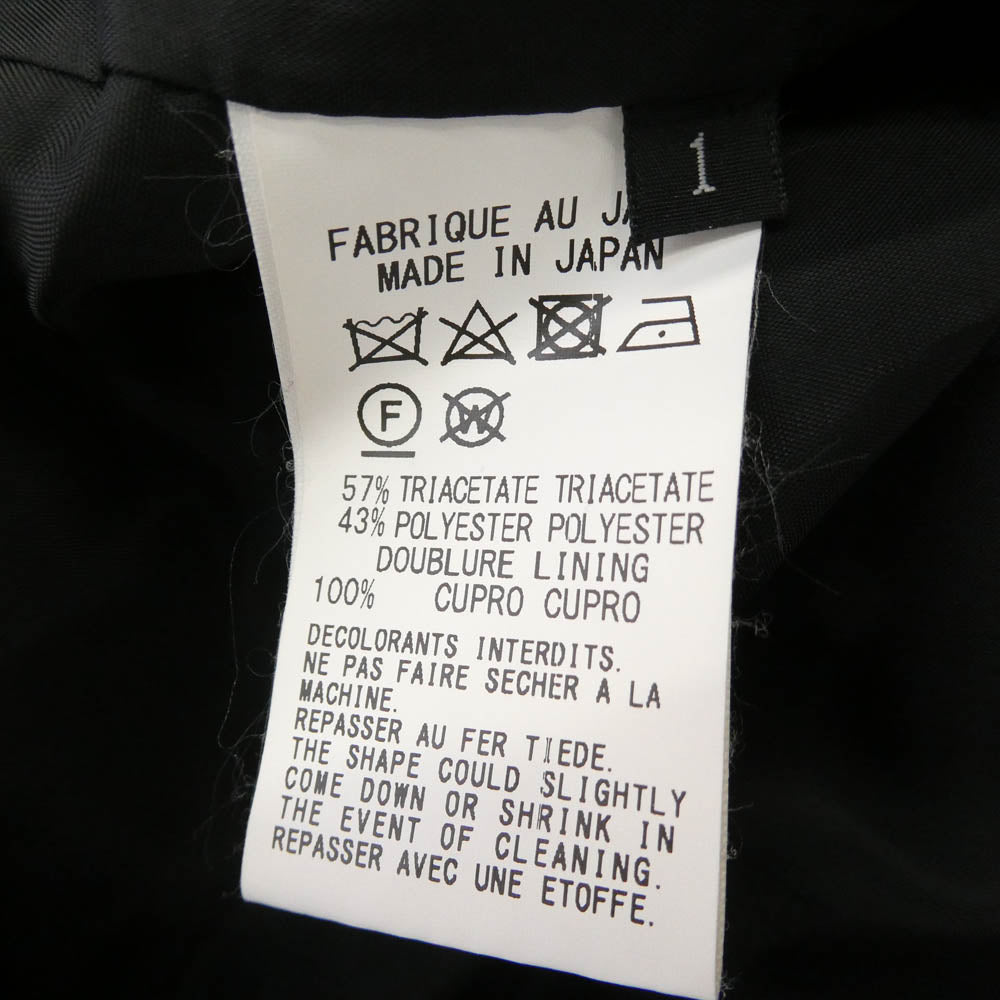 1
FABRIQUE AU
MADE IN JAPAN
F W
57% TRIACETATE TRIACETATE
43% POLYESTER POLYESTER
DOUBLURE LINING
100% CUPRO CUPRO
DECOLORANTS INTERDITS.
NE PAS FAIRE SECHER A LA
MACHINE.
REPASSER AU FER TIEDE.
THE SHAPE COULD SLIGHTLY
COME DOWN OR SHRINK IN
THE EVENT OF CLEANING.
REPASSER AVEC UNE ETOFFE.